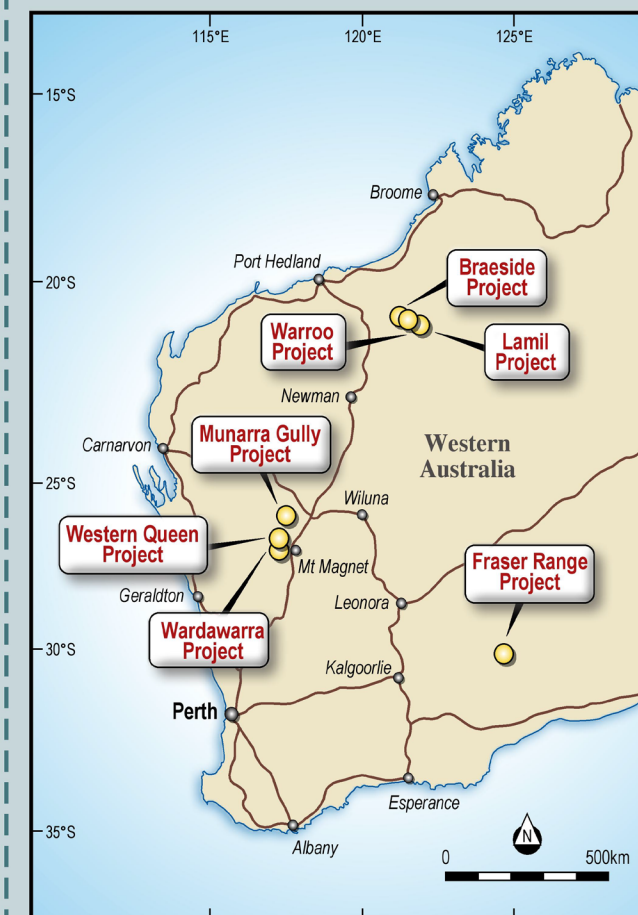 115°E
120°E
125°E
15°S
Broome
Port Hedland
20°S
Braeside
Project
Warroo
Project
Lamil
Project
Newman
Munarra Gully
Project
Western
Australia
Carnarvon
25°S
Wiluna
Western Queen
Project
Mt Magnet
Fraser Range
Project
Geraldton
Leonora
Wardawarra
Project
30°S
Kalgoorlie
Perth
Esperance
35°S
Albany
N
0
500km